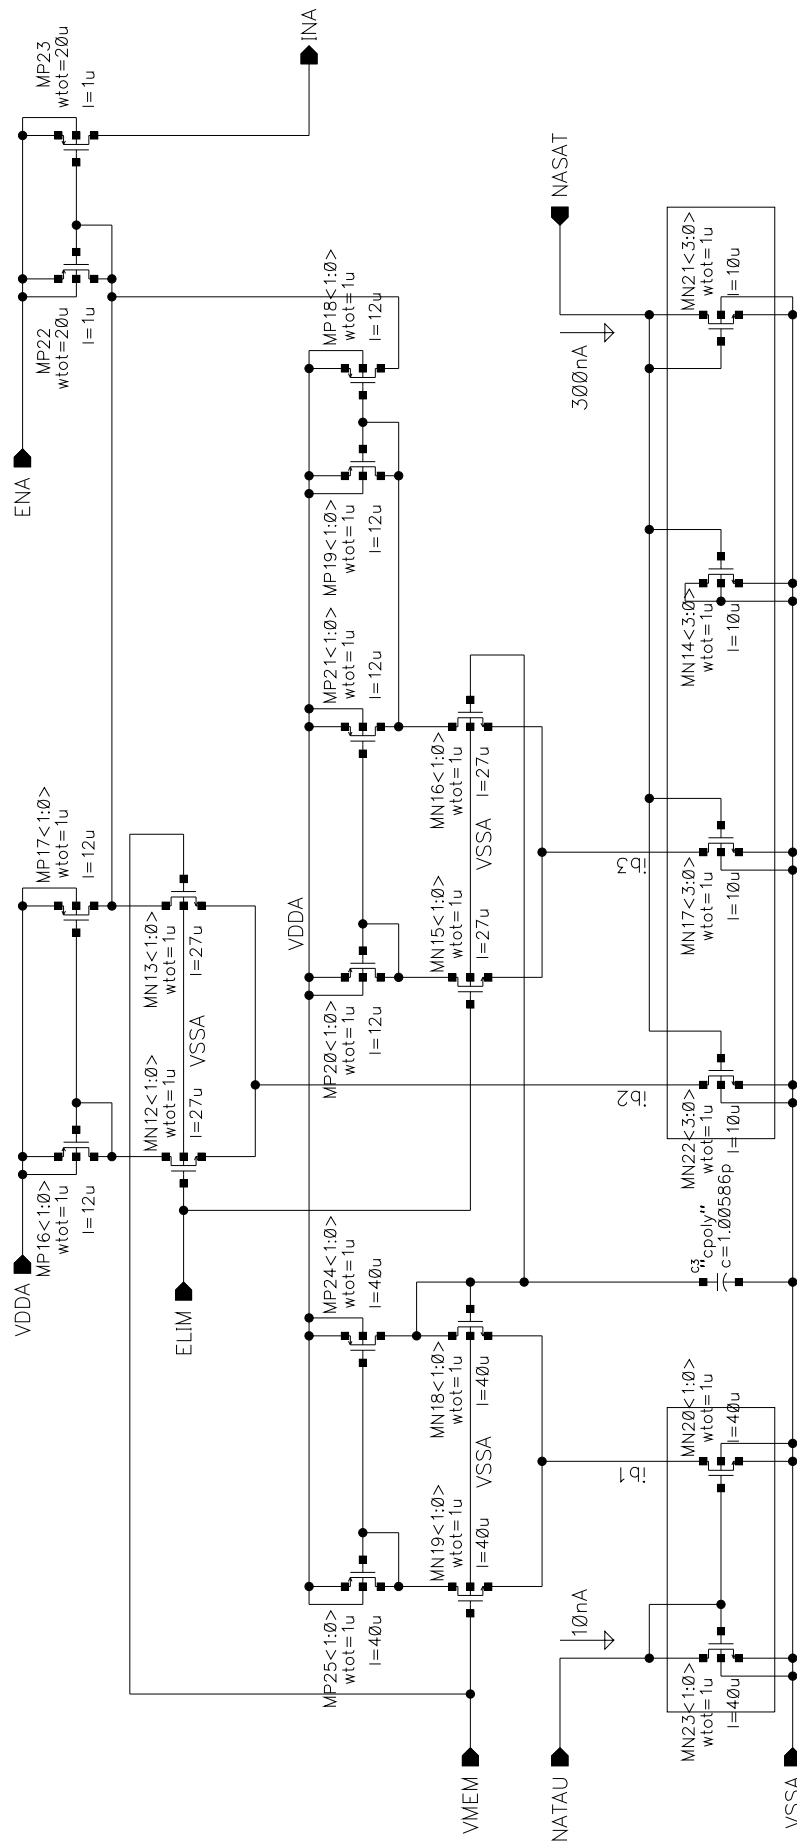 ENA
MP22
wtot=20u
l=1u
MP23
wtot=20u
l=1u
INA
VDDA
MP16<1:0>
wtot=1u
l=12u
MP17<1:0>
wtot=1u
l=12u
ELIM
MN12<1:0>
wtot=1u
l=27u
VSSA
MN13<1:0>
wtot=1u
l=27u
VDDA
MP25<1:0>
wtot=1u
l=40u
MP24<1:0>
wtot=1u
l=40u
MP20<1:0>
wtot=1u
l=12u
MP21<1:0>
wtot=1u
l=12u
MP19<1:0>
wtot=1u
l=12u
MP18<1:0>
wtot=1u
l=12u
VMEM
MN19<1:0>
wtot=1u
l=40u
VSSA
MN18<1:0>
wtot=1u
l=40u
MN15<1:0>
wtot=1u
l=27u
VSSA
MN16<1:0>
wtot=1u
l=27u
NATAU
10nA
ib1
ib2
ib3
300nA
NASAT
MN23<1:0>
wtot=1u
l=40u
MN20<1:0>
wtot=1u
l=40u
c3
"cpoly"
c=1.00586p
MN22<3:0>
wtot=1u
l=10u
MN17<3:0>
wtot=1u
l=10u
MN14<3:0>
wtot=1u
l=10u
MN21<3:0>
wtot=1u
l=10u
VSSA